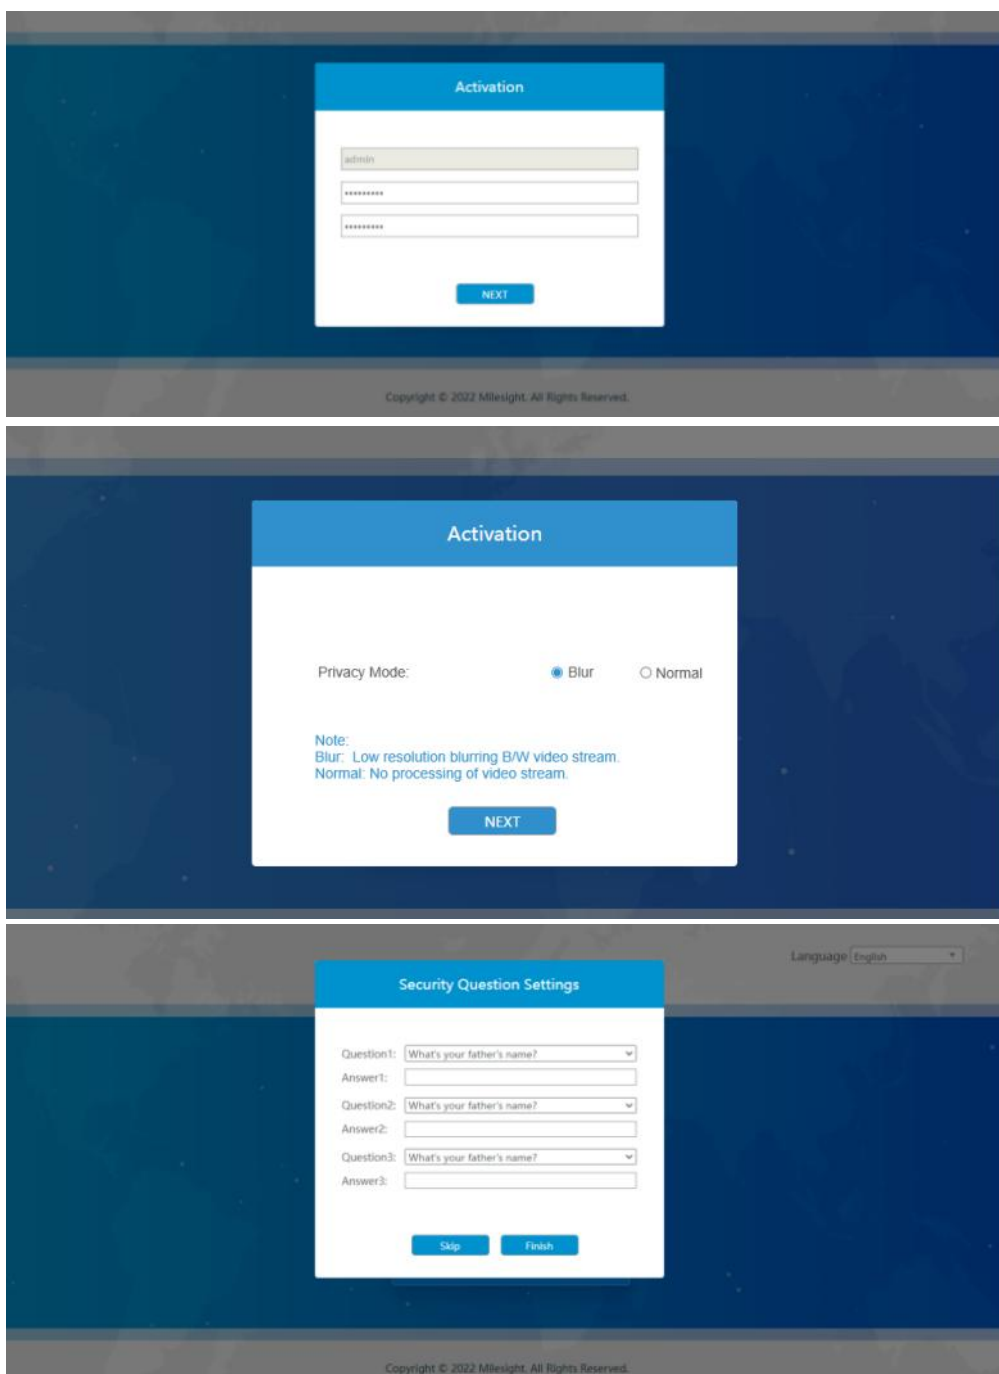 Activation
admin
*********
*********
NEXT
Copyright © 2022 Milesight. All Rights Reserved.
Activation
Privacy Mode:
Blur
Normal
Note:
Blur: Low resolution blurring B/W video stream.
Normal: No processing of video stream.
NEXT
Language English
Security Question Settings
Question1: What's your father's name?
Answer1:
Question2: What's your father's name?
Answer2:
Question3: What's your father's name?
Answer3:
Skip Finish
Copyright © 2022 Milesight. All Rights Reserved.